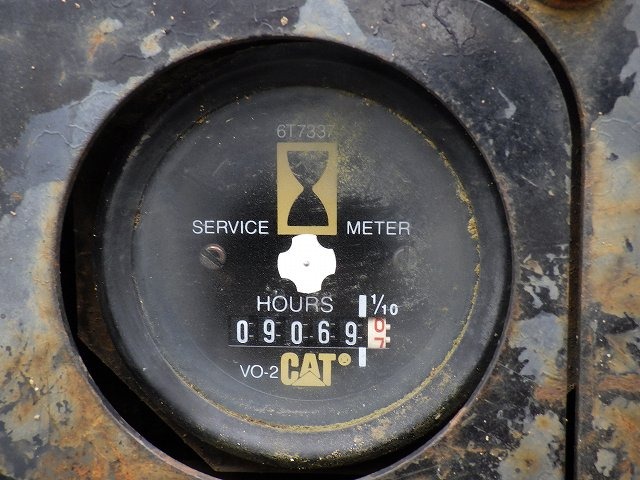 6T7337
SERVICE METER
HOURS 1/10
09069
VO-2 CAT